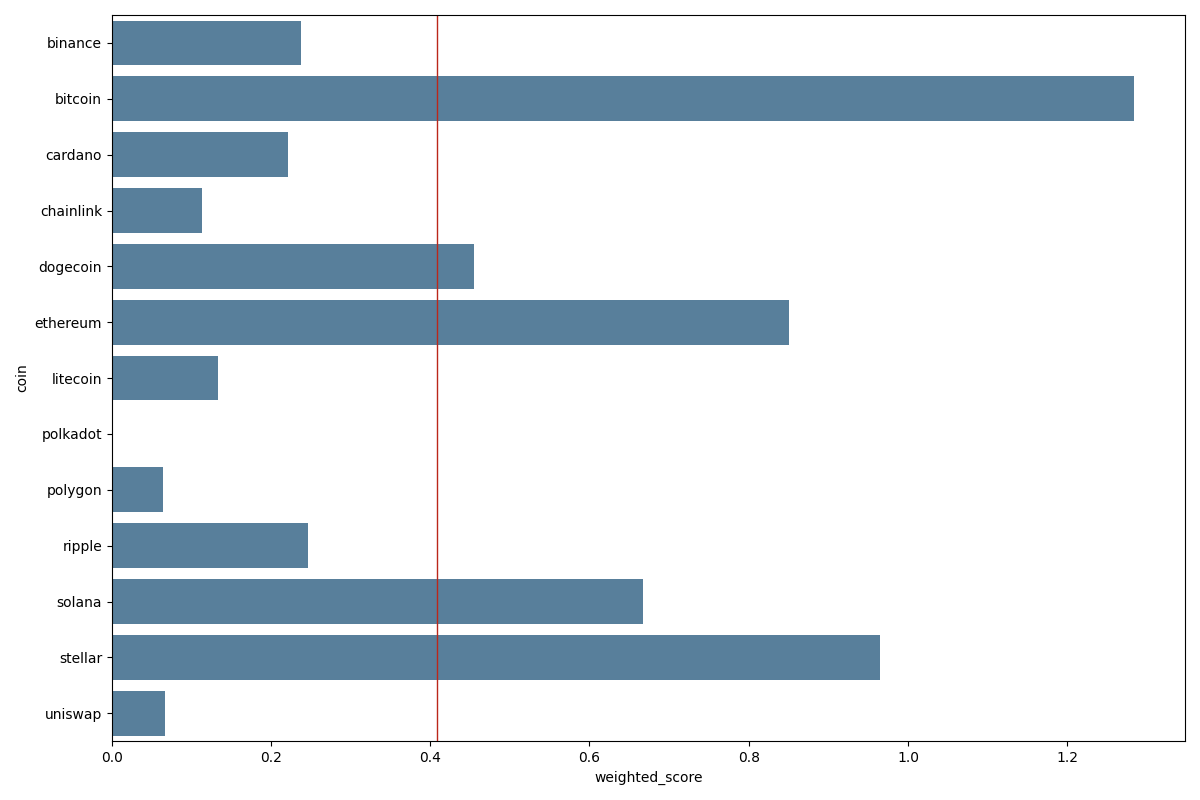 binance
bitcoin
cardano
chainlink
dogecoin
ethereum
litecoin
polkadot
polygon
ripple
solana
stellar
uniswap
coin
0.0 0.2 0.4 0.6 0.8 1.0 1.2
weighted_score